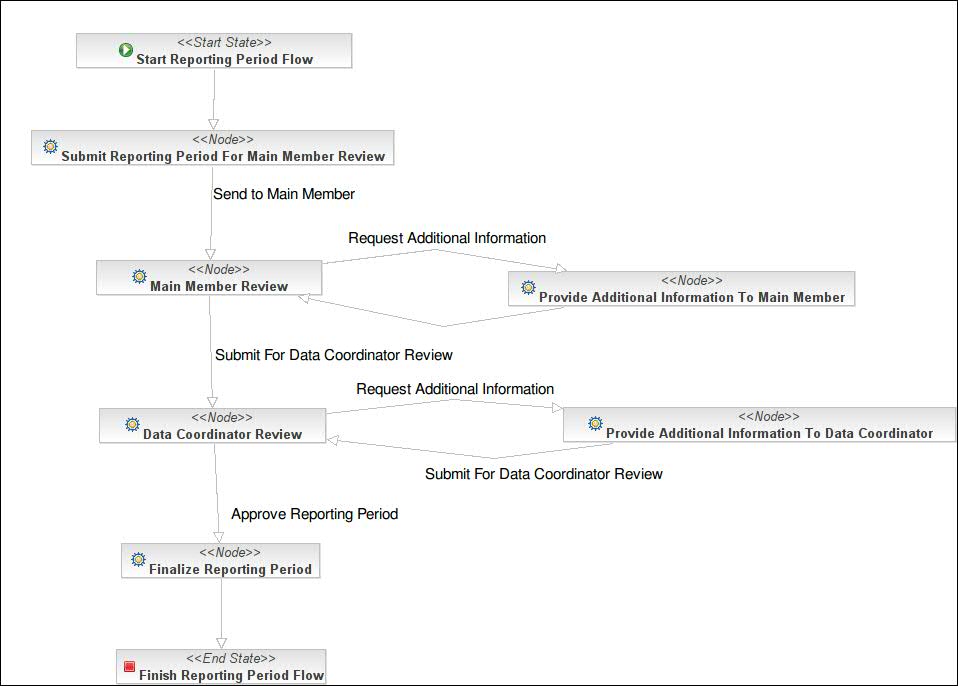 <<Start State>>
Start Reporting Period Flow
<<Node>>
Submit Reporting Period For Main Member Review
Send to Main Member
Request Additional Information
<<Node>>
Main Member Review
<<Node>>
Provide Additional Information To Main Member
Submit For Data Coordinator Review
Request Additional Information
<<Node>>
Data Coordinator Review
<<Node>>
Provide Additional Information To Data Coordinator
Submit For Data Coordinator Review
Approve Reporting Period
<<Node>>
Finalize Reporting Period
<<End State>>
Finish Reporting Period Flow